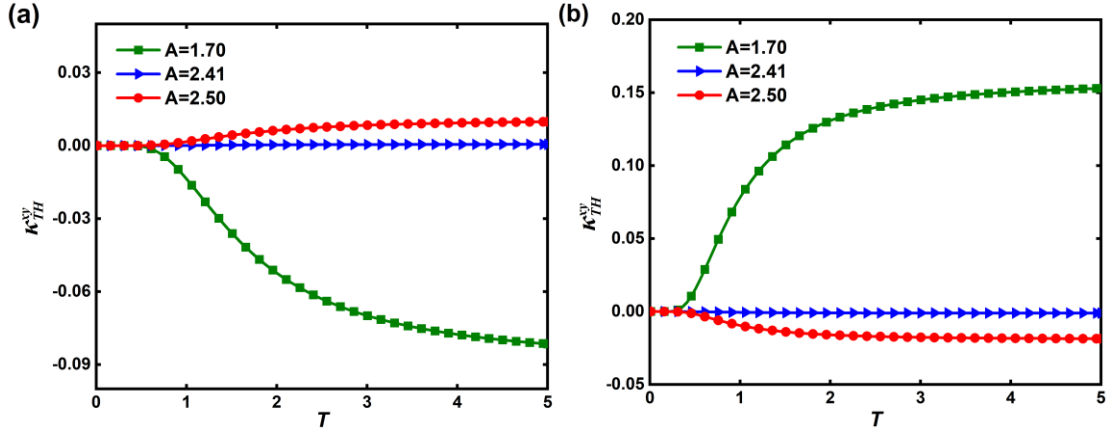 (a)
A=1.70
A=2.41
A=2.50
0.03
0.00
-0.03
-0.06
-0.09
κ_TH^xy
0 1 2 3 4 5
T
(b)
A=1.70
A=2.41
A=2.50
0.20
0.15
0.10
0.05
0.00
-0.05
κ_TH^xy
0 1 2 3 4 5
T